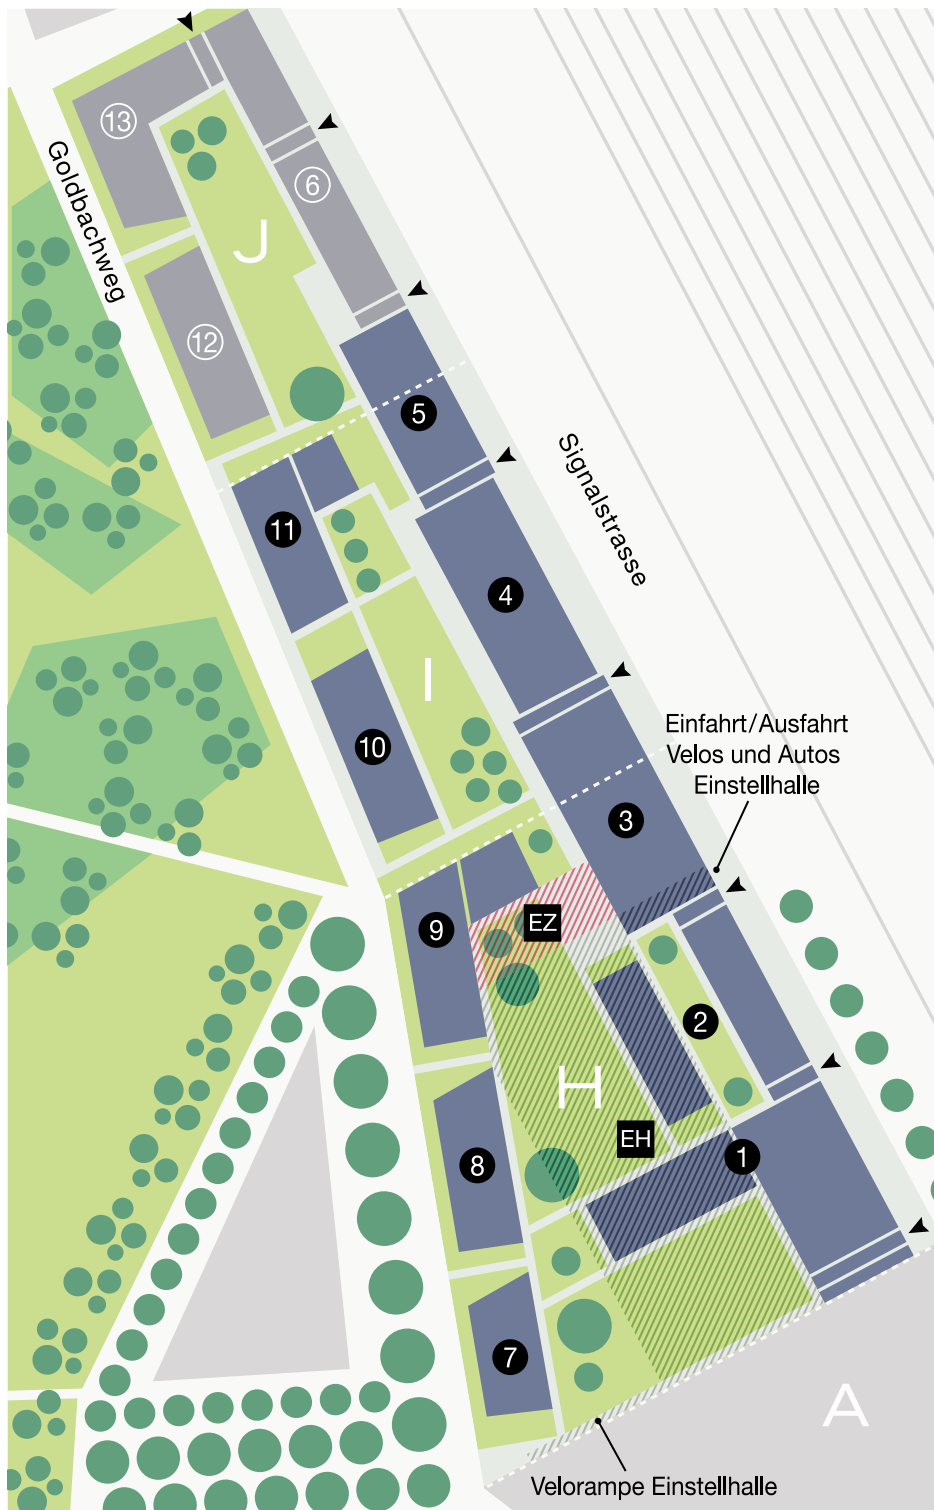 13
Goldbachweg
6
J
12
5
Signalstrasse
11
4
I
10
Einfahrt/Ausfahrt
Velos und Autos
Einstellhalle
3
9
EZ
2
H
EH
1
8
7
A
Velorampe Einstellhalle